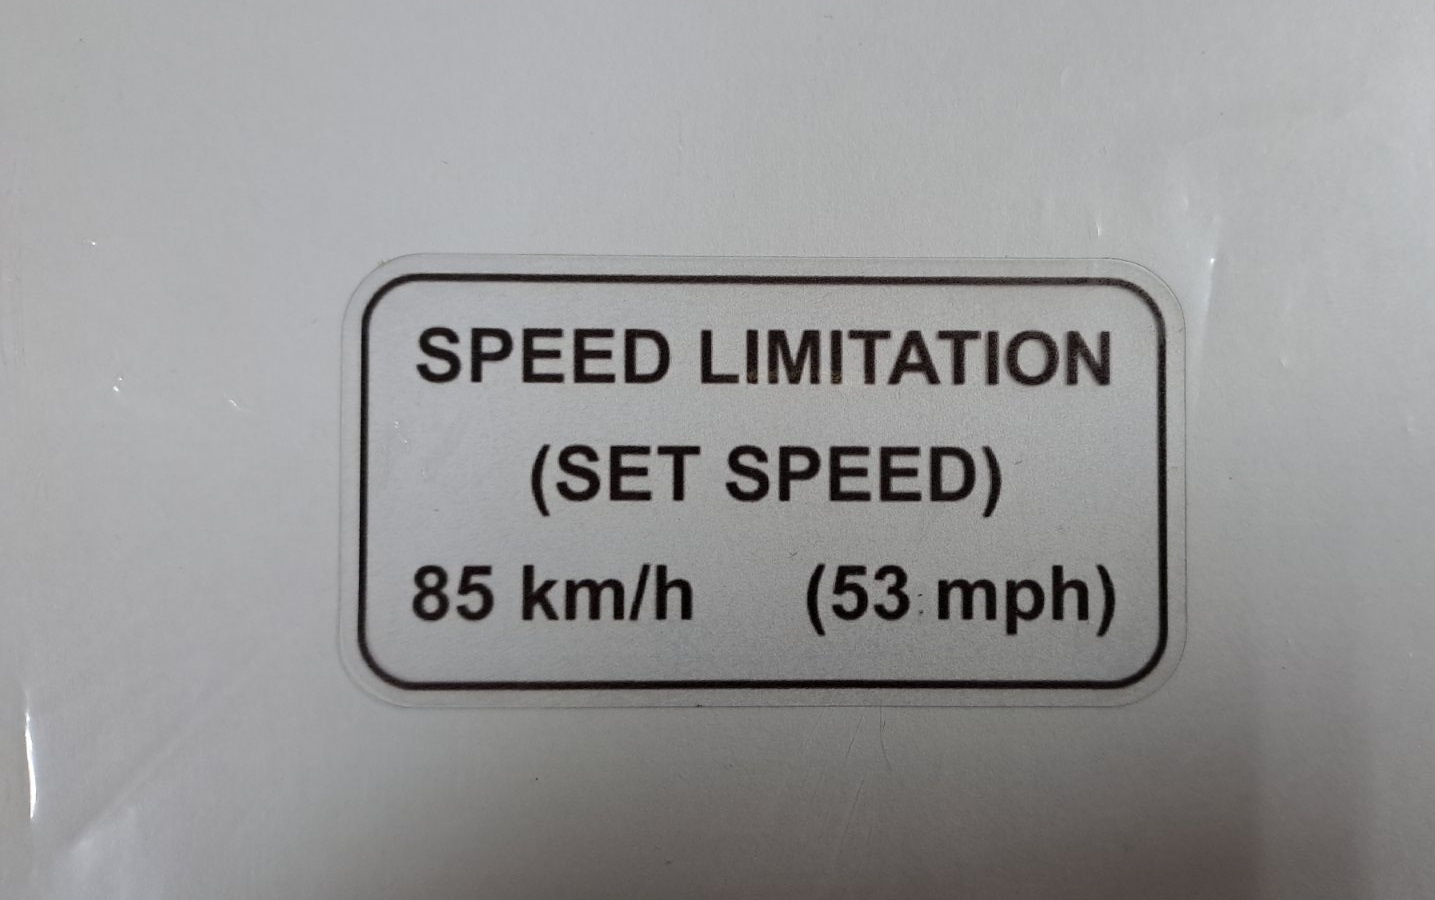 SPEED LIMITATION
(SET SPEED)
85 km/h (53 mph)